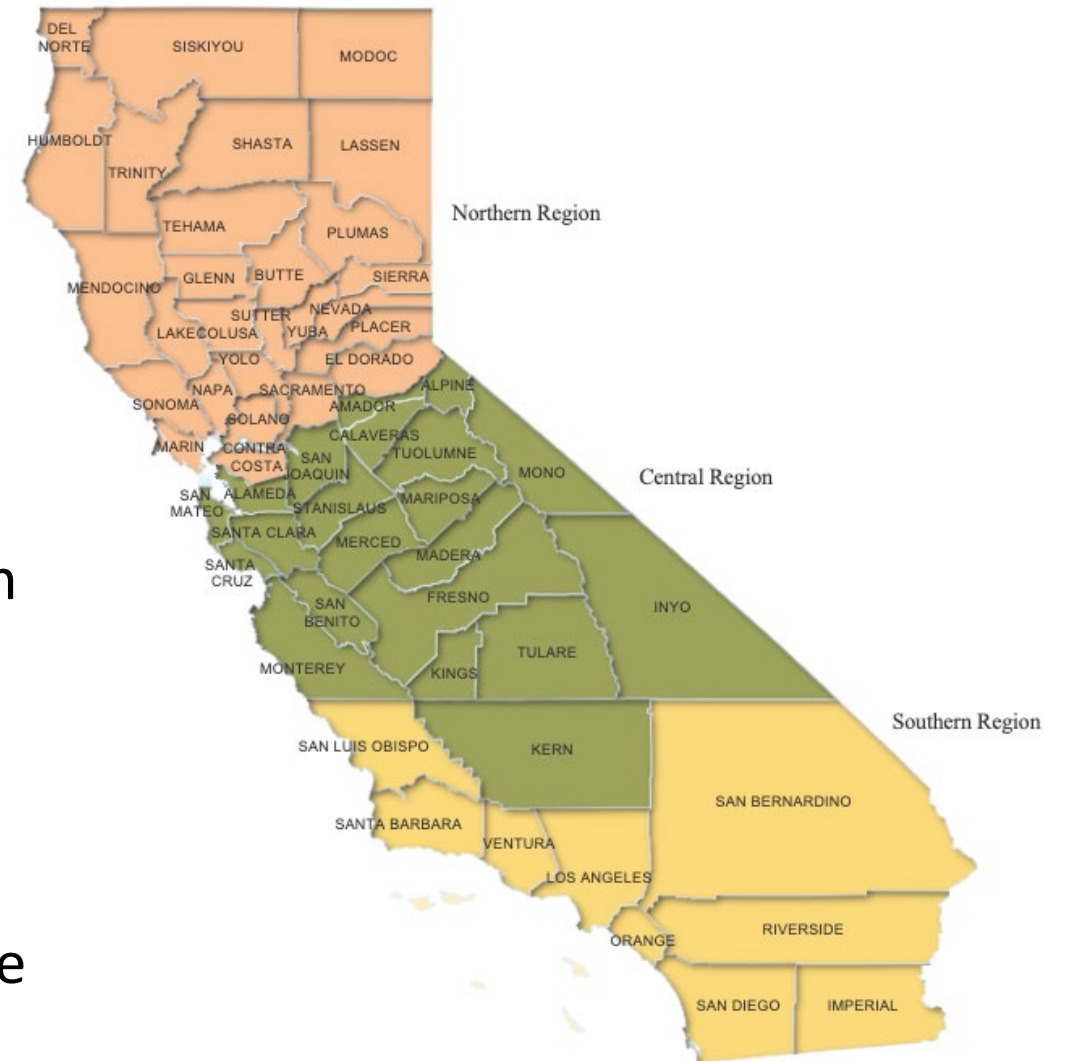 DEL
NORTE
SISKIYOU
MODOC
HUMBOLDT
TRINITY
SHASTA
LASSEN
Northern Region
TEHAMA
PLUMAS
MENDOCINO
GLENN
BUTTE
SIERRA
SUTTER
NEVADA
LAKE
COLUSA
YUBA
PLACER
YOLO
EL DORADO
NAPA
SACRAMENTO
ALPINE
SONOMA
AMADOR
SOLANO
CALAVERAS
MARIN
CONTRA
COSTA
SAN
JOAQUIN
TUOLUMNE
MONO
Central Region
SAN
MATEO
ALAMEDA
STANISLAUS
MARIPOSA
SANTA CLARA
MERCED
MADERA
SANTA
CRUZ
n
FRESNO
SAN
BENITO
INYO
MONTEREY
KINGS
TULARE
Southern Region
SAN LUIS OBISPO
KERN
SAN BERNARDINO
SANTA BARBARA
VENTURA
LOS ANGELES
ORANGE
RIVERSIDE
e
SAN DIEGO
IMPERIAL